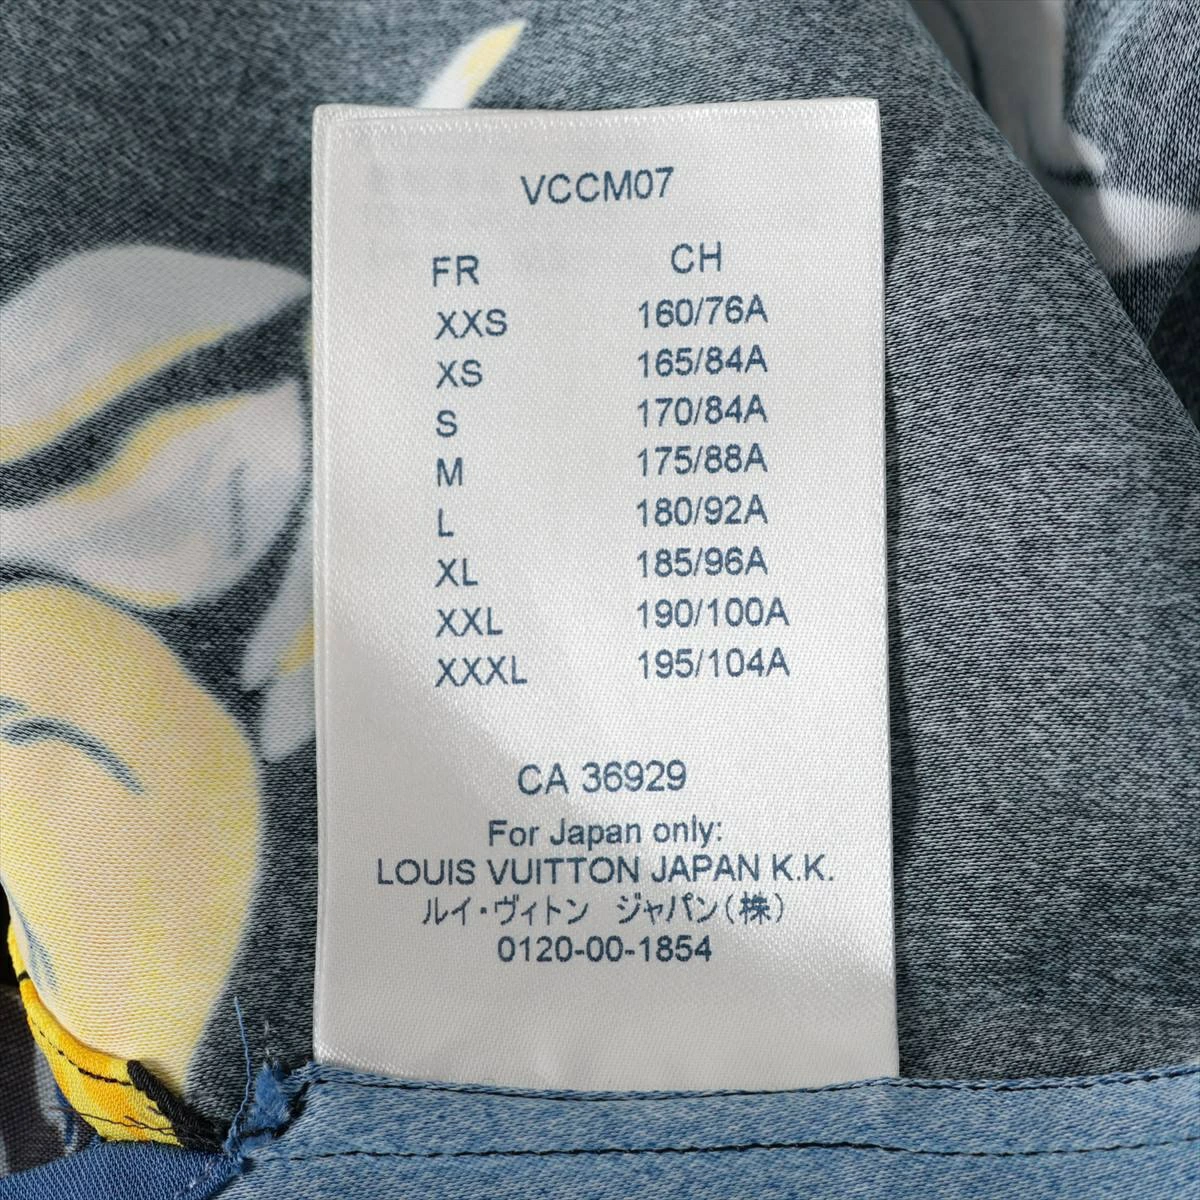 VCCM07
FR CH
XXS 160/76A
XS 165/84A
S 170/84A
M 175/88A
L 180/92A
XL 185/96A
XXL 190/100A
XXXL 195/104A
CA 36929
For Japan only:
LOUIS VUITTON JAPAN K.K.
ルイ・ヴィトン ジャパン(株)
0120-00-1854